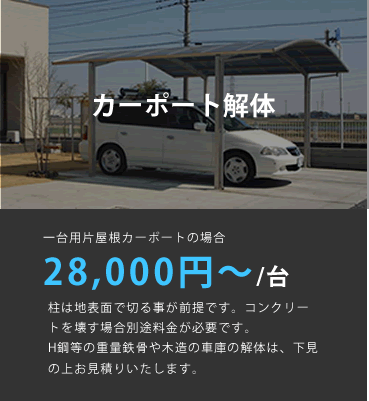 カーポート解体
一台用片屋根カーポートの場合
28,000円～/台
柱は地表面で切る事が前提です。コンクリー
トを壊す場合別途料金が必要です。
H鋼等の重量鉄骨や木造の車庫の解体は、下見
の上お見積りいたします。